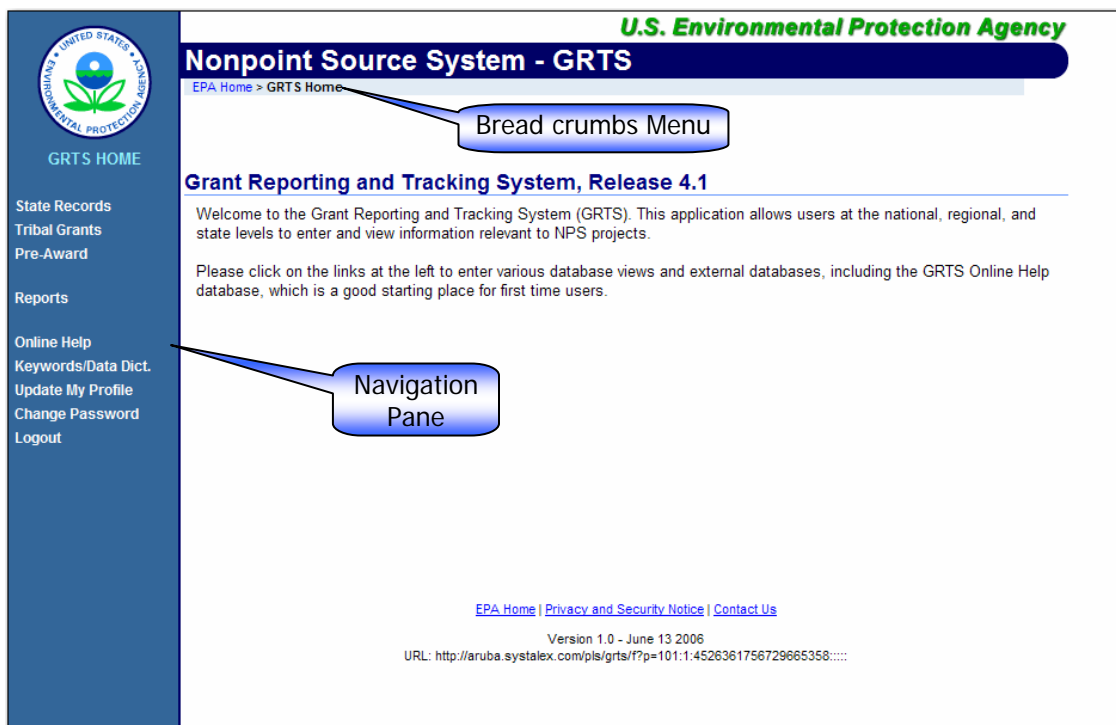 U.S. Environmental Protection Agency
UNITED STATES
ENVIRONMENTAL PROTECTION AGENCY
Nonpoint Source System - GRTS
EPA Home > GRTS Home
Bread crumbs Menu
GRTS HOME
State Records
Tribal Grants
Pre-Award
Reports
Online Help
Keywords/Data Dict.
Update My Profile
Change Password
Logout
Grant Reporting and Tracking System, Release 4.1
Welcome to the Grant Reporting and Tracking System (GRTS). This application allows users at the national, regional, and
state levels to enter and view information relevant to NPS projects.
Please click on the links at the left to enter various database views and external databases, including the GRTS Online Help
database, which is a good starting place for first time users.
Navigation
Pane
EPA Home | Privacy and Security Notice | Contact Us
Version 1.0 - June 13 2006
URL: http://aruba.systalex.com/pls/grts/f?p=101:1:4526361756729665358:::::